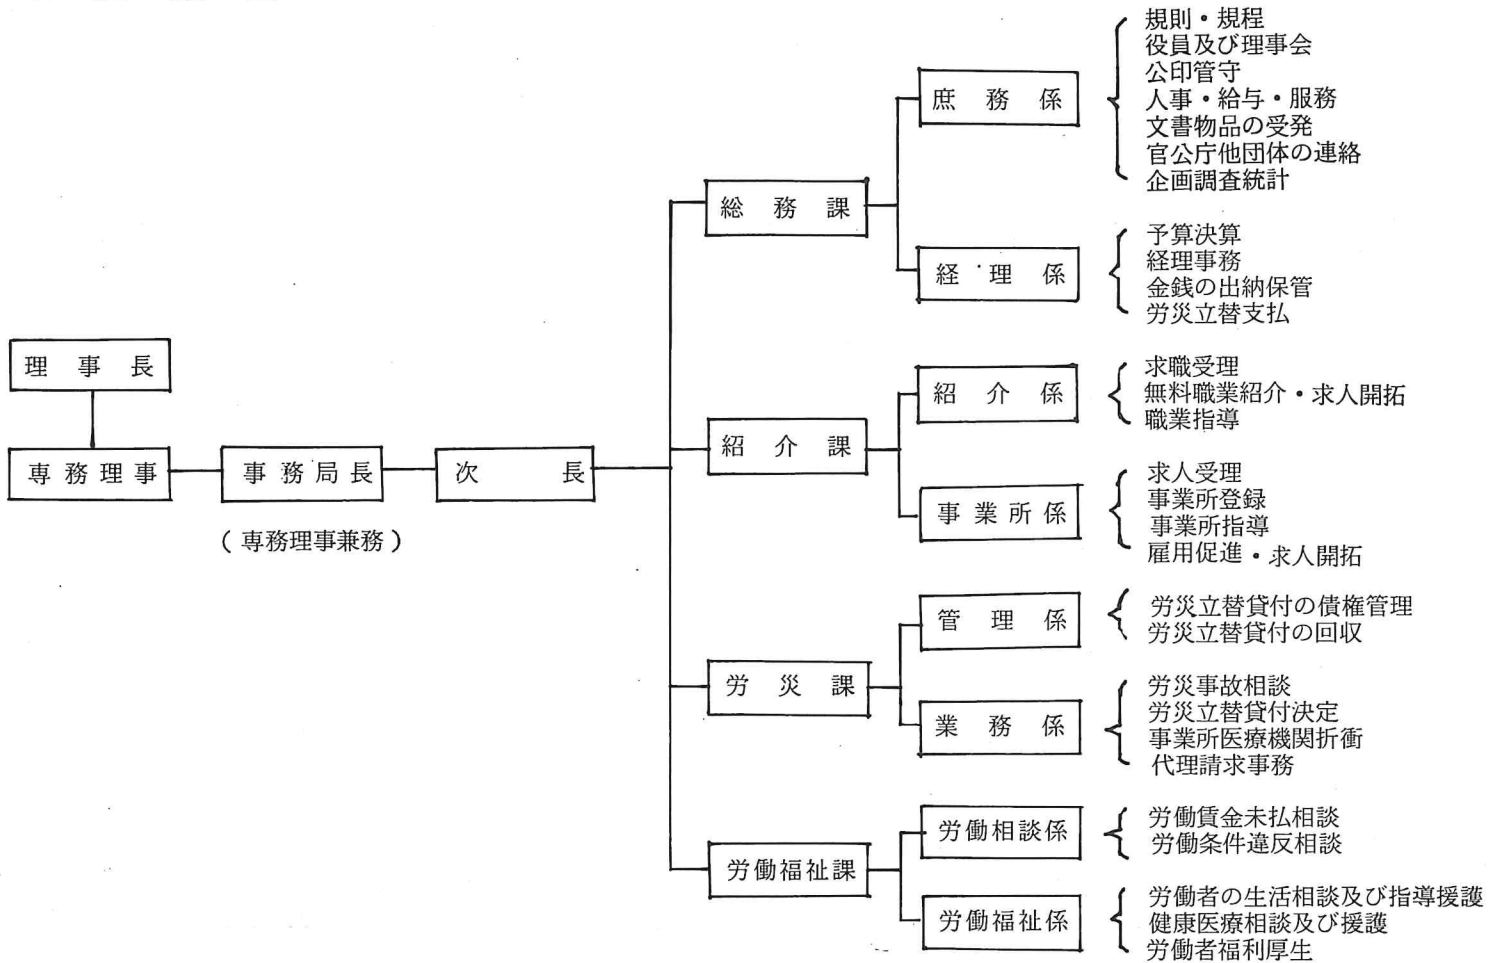 理事長
専務理事
事務局長
(専務理事兼務)
次長
総務課
庶務係
規則・規程
役員及び理事会
公印管守
人事・給与・服務
文書物品の受発
官公庁他団体の連絡
企画調査統計
経理係
予算決算
経理事務
金銭の出納保管
労災立替支払
紹介課
紹介係
求職受理
無料職業紹介・求人開拓
職業指導
事業所係
求人受理
事業所登録
事業所指導
雇用促進・求人開拓
労災課
管理係
労災立替貸付の債権管理
労災立替貸付の回収
業務係
労災事故相談
労災立替貸付決定
事業所医療機関折衝
代理請求事務
労働福祉課
労働相談係
労働賃金未払相談
労働条件違反相談
労働福祉係
労働者の生活相談及び指導援護
健康医療相談及び援護
労働者福利厚生